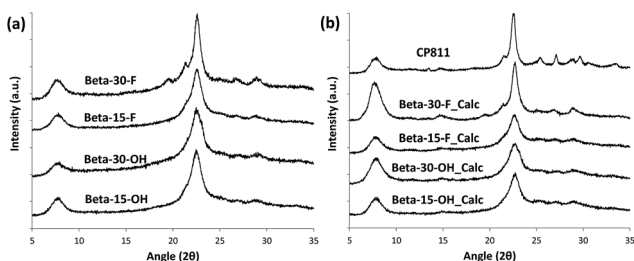 (a)
Intensity (a.u.)
Beta-30-F
Beta-15-F
Beta-30-OH
Beta-15-OH
5 10 15 20 25 30 35
Angle (2θ)
(b)
Intensity (a.u.)
CP811
Beta-30-F_Calc
Beta-15-F_Calc
Beta-30-OH_Calc
Beta-15-OH_Calc
5 10 15 20 25 30 35
Angle (2θ)